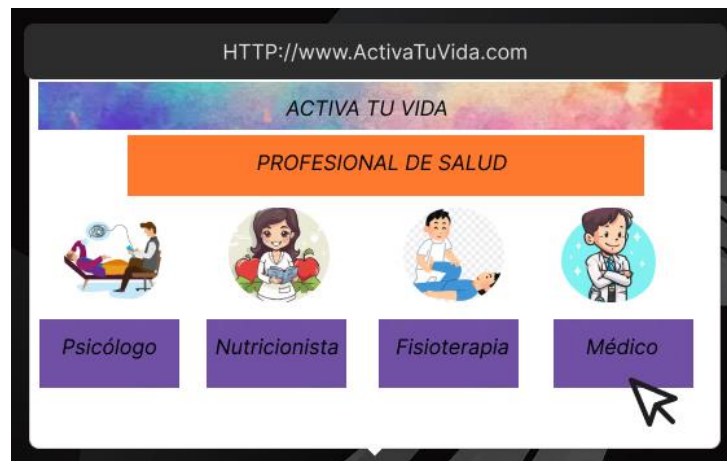 HTTP://www.ActivaTuVida.com
ACTIVA TU VIDA
PROFESIONAL DE SALUD
Psicólogo Nutricionista Fisioterapia Médico